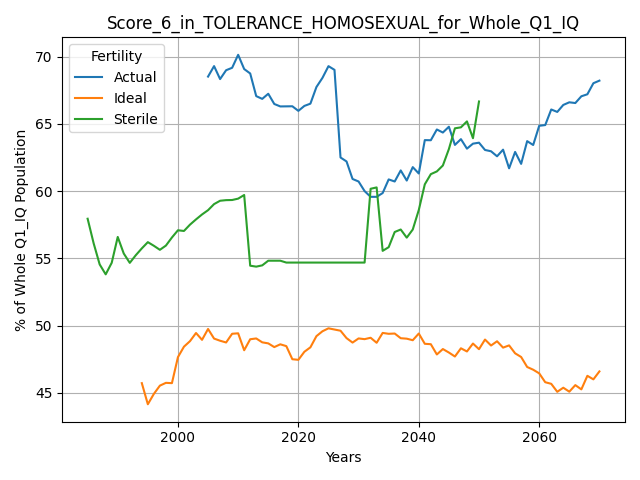 Score_6_in_TOLERANCE_HOMOSEXUAL_for_Whole_Q1_IQ
Fertility
Actual
Ideal
Sterile
% of Whole Q1_IQ Population
70
65
60
55
50
45
2000
2020
2040
2060
Years